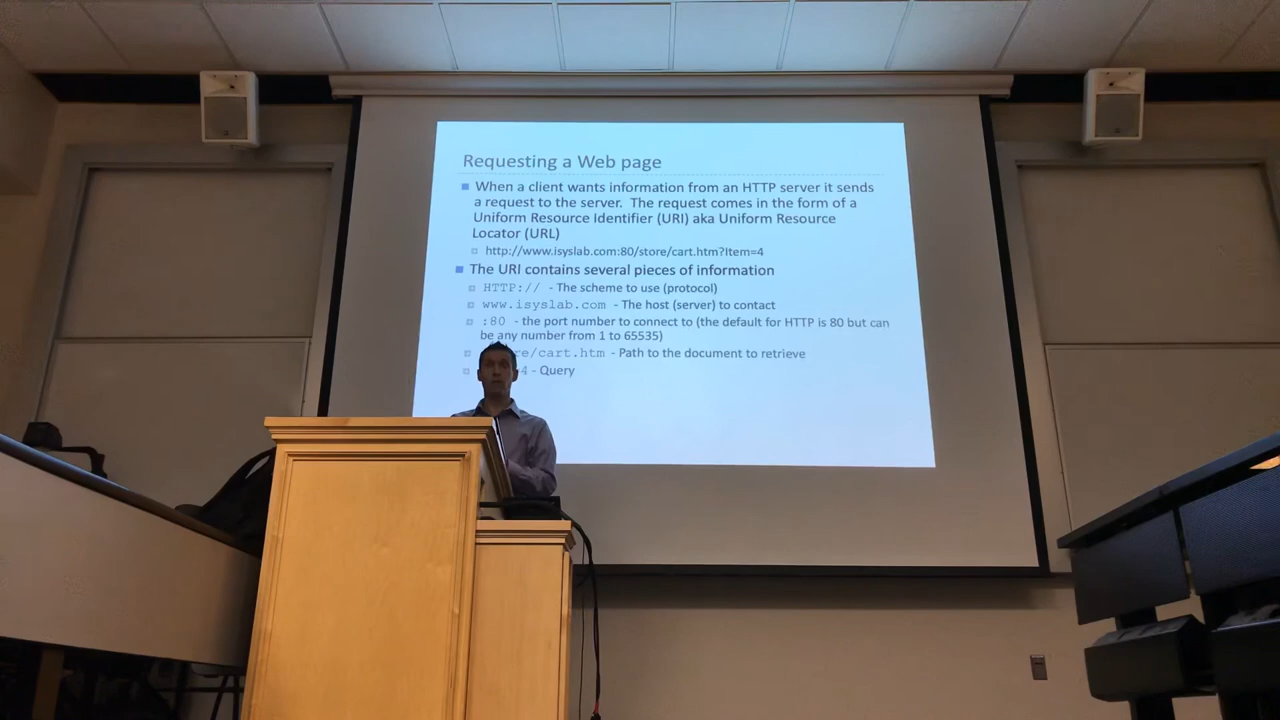 Requesting a Web page
When a client wants information from an HTTP server it sends
a request to the server. The request comes in the form of a
Uniform Resource Identifier (URI) aka Uniform Resource
Locator (URL)
http://www.isyslab.com:80/store/cart.htm?Item=4
The URI contains several pieces of information
HTTP:// - The scheme to use (protocol)
www.isyslab.com - The host (server) to contact
:80 - the port number to connect to (the default for HTTP is 80 but can
be any number from 1 to 65535)
re/cart.htm - Path to the document to retrieve
4 - Query